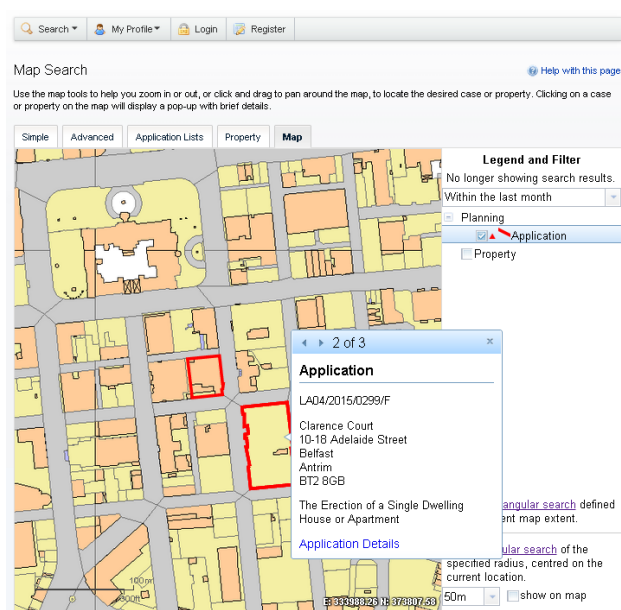 Search My Profile Login Register
Map Search
Help with this page
Use the map tools to help you zoom in or out, or click and drag to pan around the map, to locate the desired case or property. Clicking on a case
or property on the map will display a pop-up with brief details.
Simple Advanced Application Lists Property Map
Legend and Filter
No longer showing search results.
Within the last month
Planning
Application
Property
2 of 3
Application
LA04/2015/0299/F
Clarence Court
10-18 Adelaide Street
Belfast
Antrim
BT2 8GB
The Erection of a Single Dwelling
House or Apartment
Application Details
angular search defined
ent map extent.
ular search of the
specified radius, centred on the
current location.
50m show on map
100m
300ft
E: 333988.26 N: 373807.58